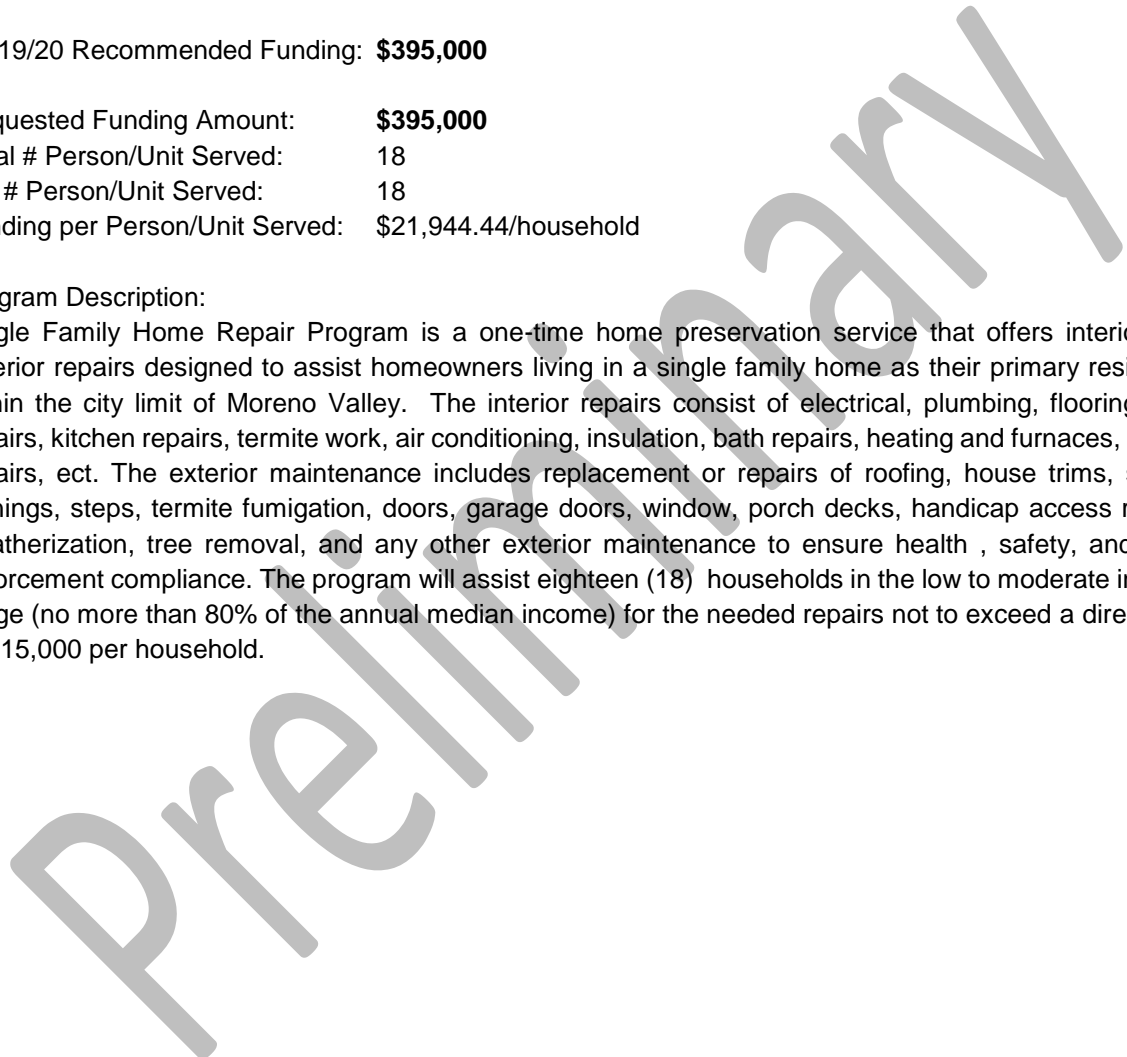 19/20 Recommended Funding: $395,000
quested Funding Amount: $395,000
al # Person/Unit Served: 18
# Person/Unit Served: 18
ding per Person/Unit Served: $21,944.44/household
gram Description:
gle Family Home Repair Program is a one-time home preservation service that offers interio
erior repairs designed to assist homeowners living in a single family home as their primary resi
in the city limit of Moreno Valley. The interior repairs consist of electrical, plumbing, flooring
airs, kitchen repairs, termite work, air conditioning, insulation, bath repairs, heating and furnaces,
airs, ect. The exterior maintenance includes replacement or repairs of roofing, house trims, s
nings, steps, termite fumigation, doors, garage doors, window, porch decks, handicap access r
atherization, tree removal, and any other exterior maintenance to ensure health , safety, and
orcement compliance. The program will assist eighteen (18) households in the low to moderate in
ge (no more than 80% of the annual median income) for the needed repairs not to exceed a dire
15,000 per household.
Preliminary